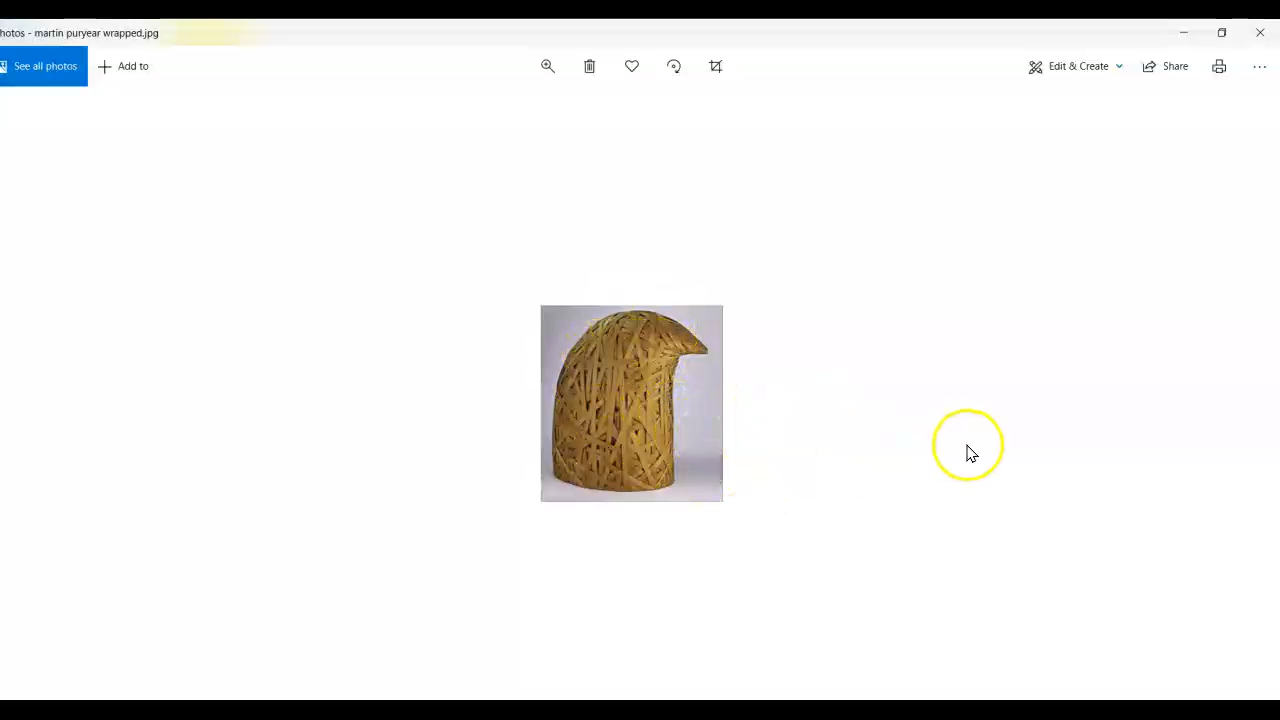 hotos - martin puryear wrapped.jpg
See all photos
Add to
Edit & Create
Share